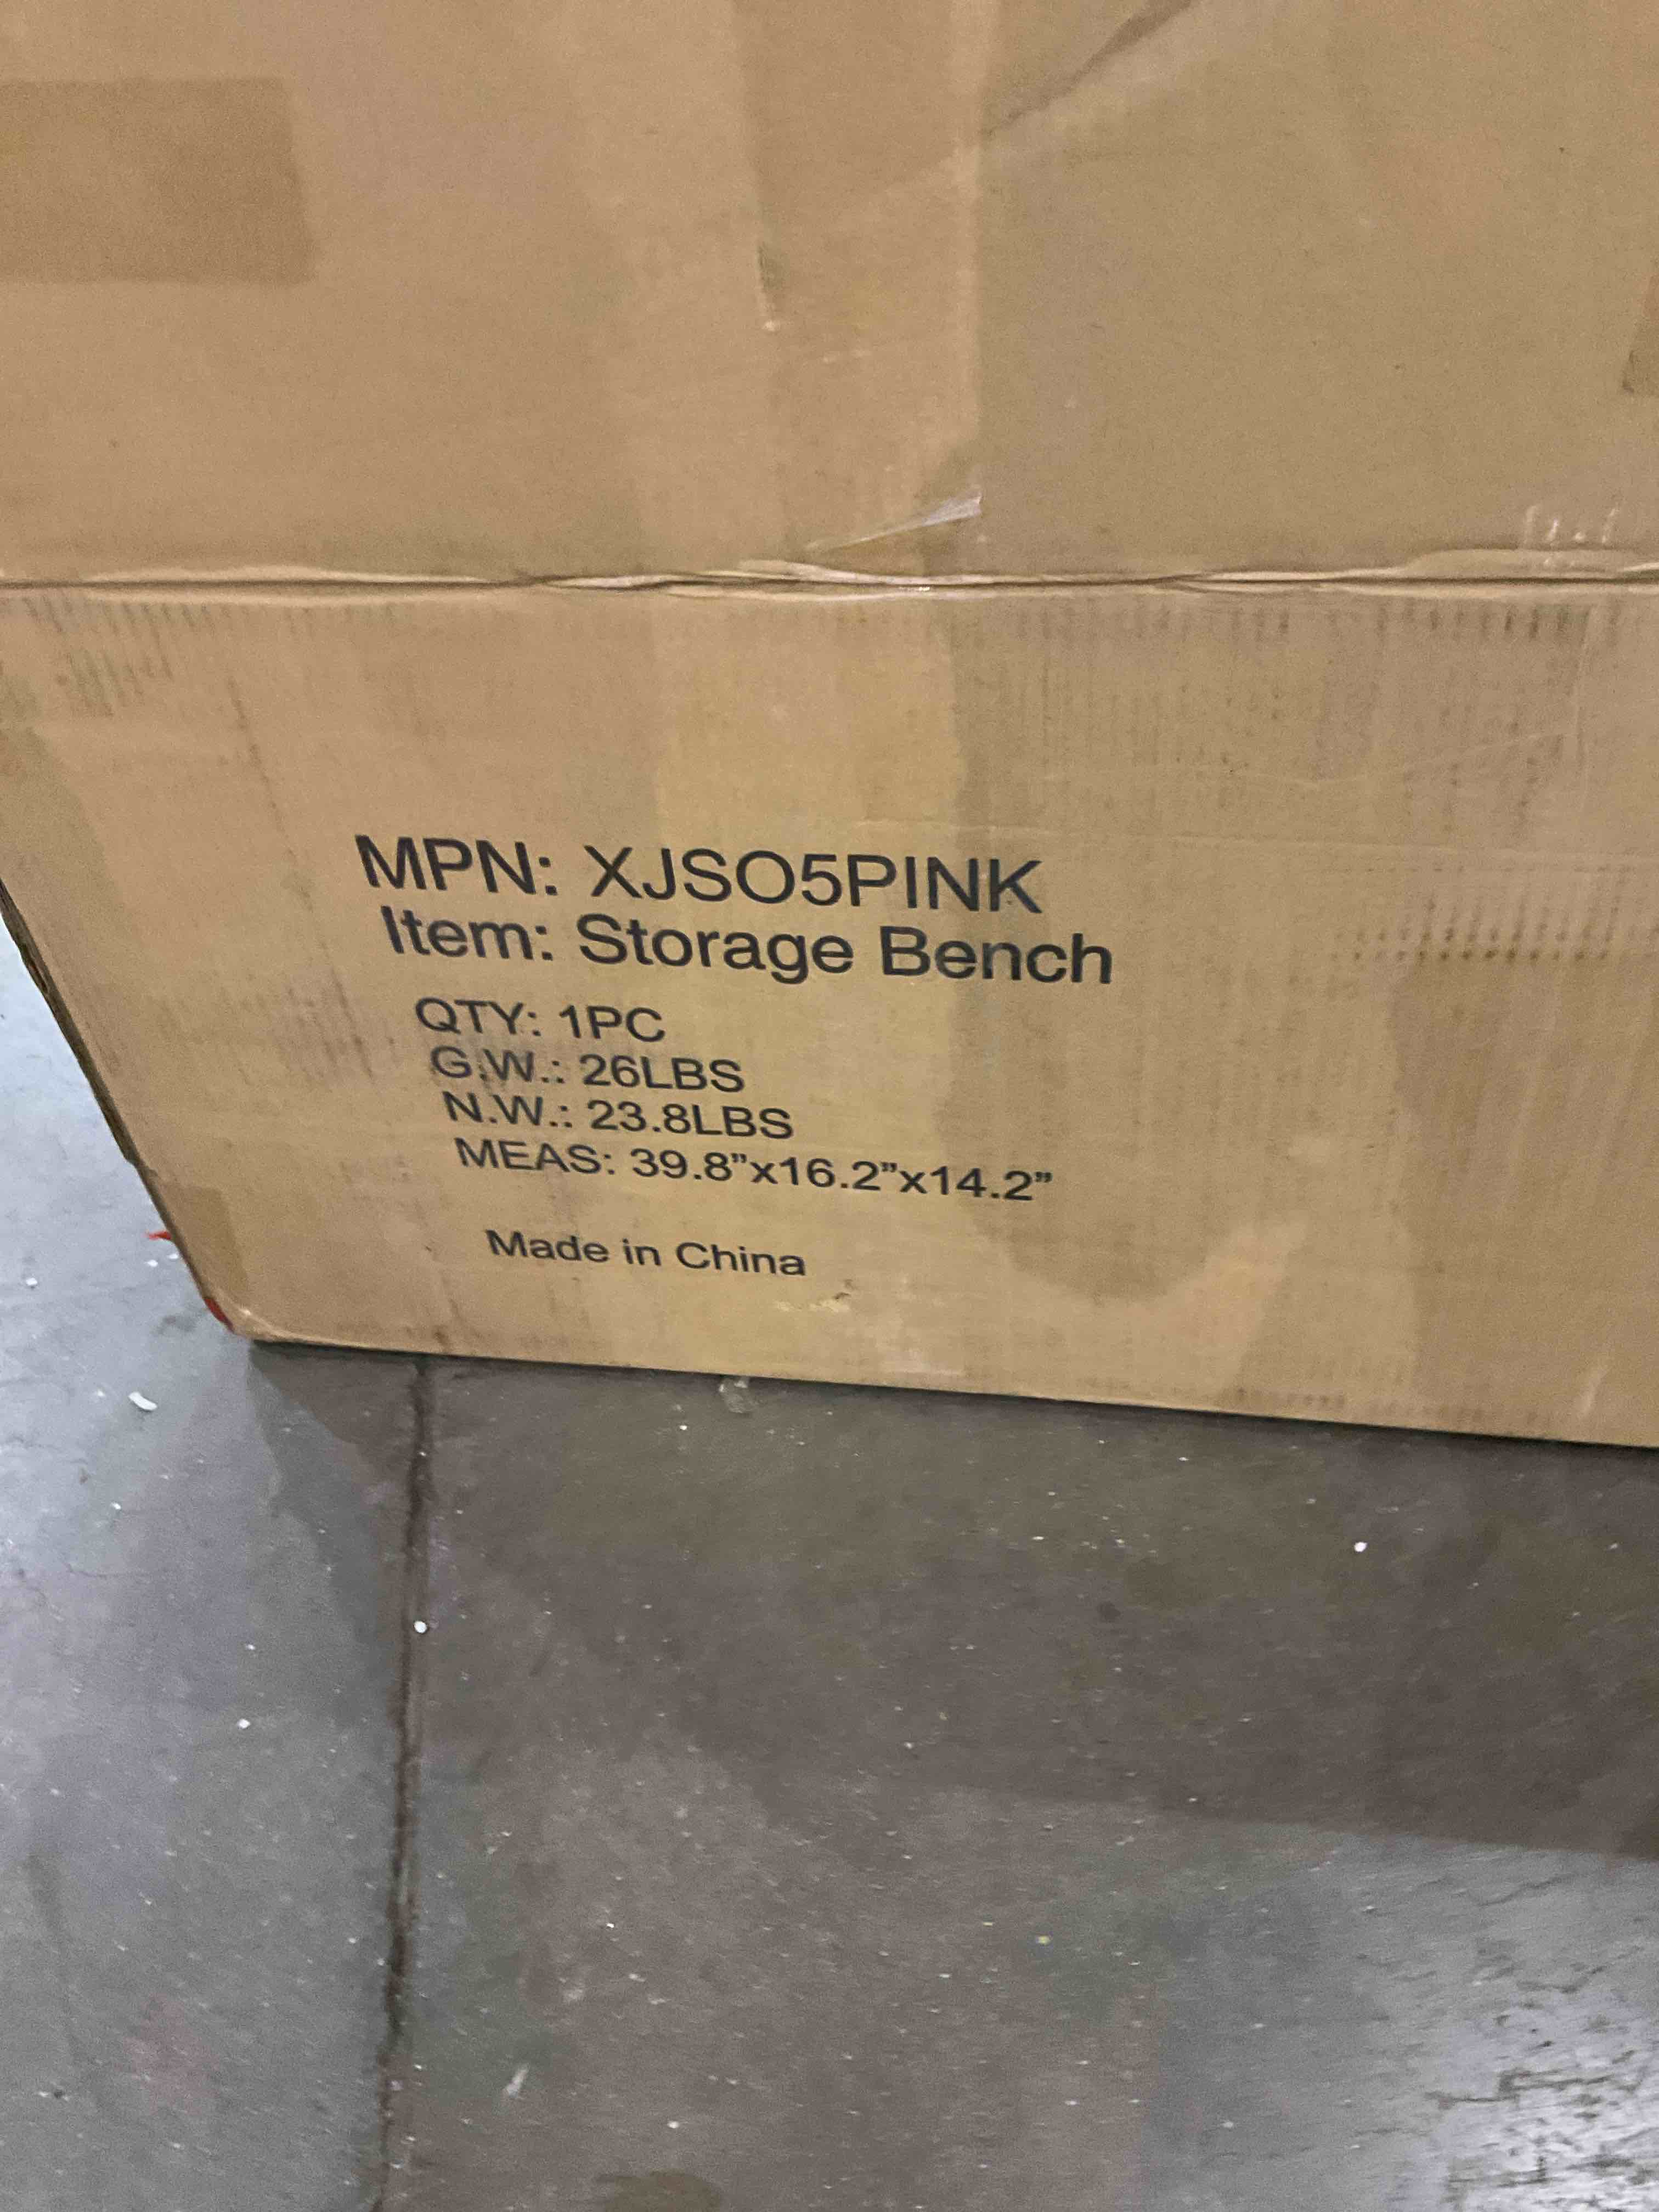 MPN: XJSO5PINK
Item: Storage Bench
QTY: 1PC
G.W.: 26LBS
N.W.: 23.8LBS
MEAS: 39.8”x16.2”x14.2”
Made in China